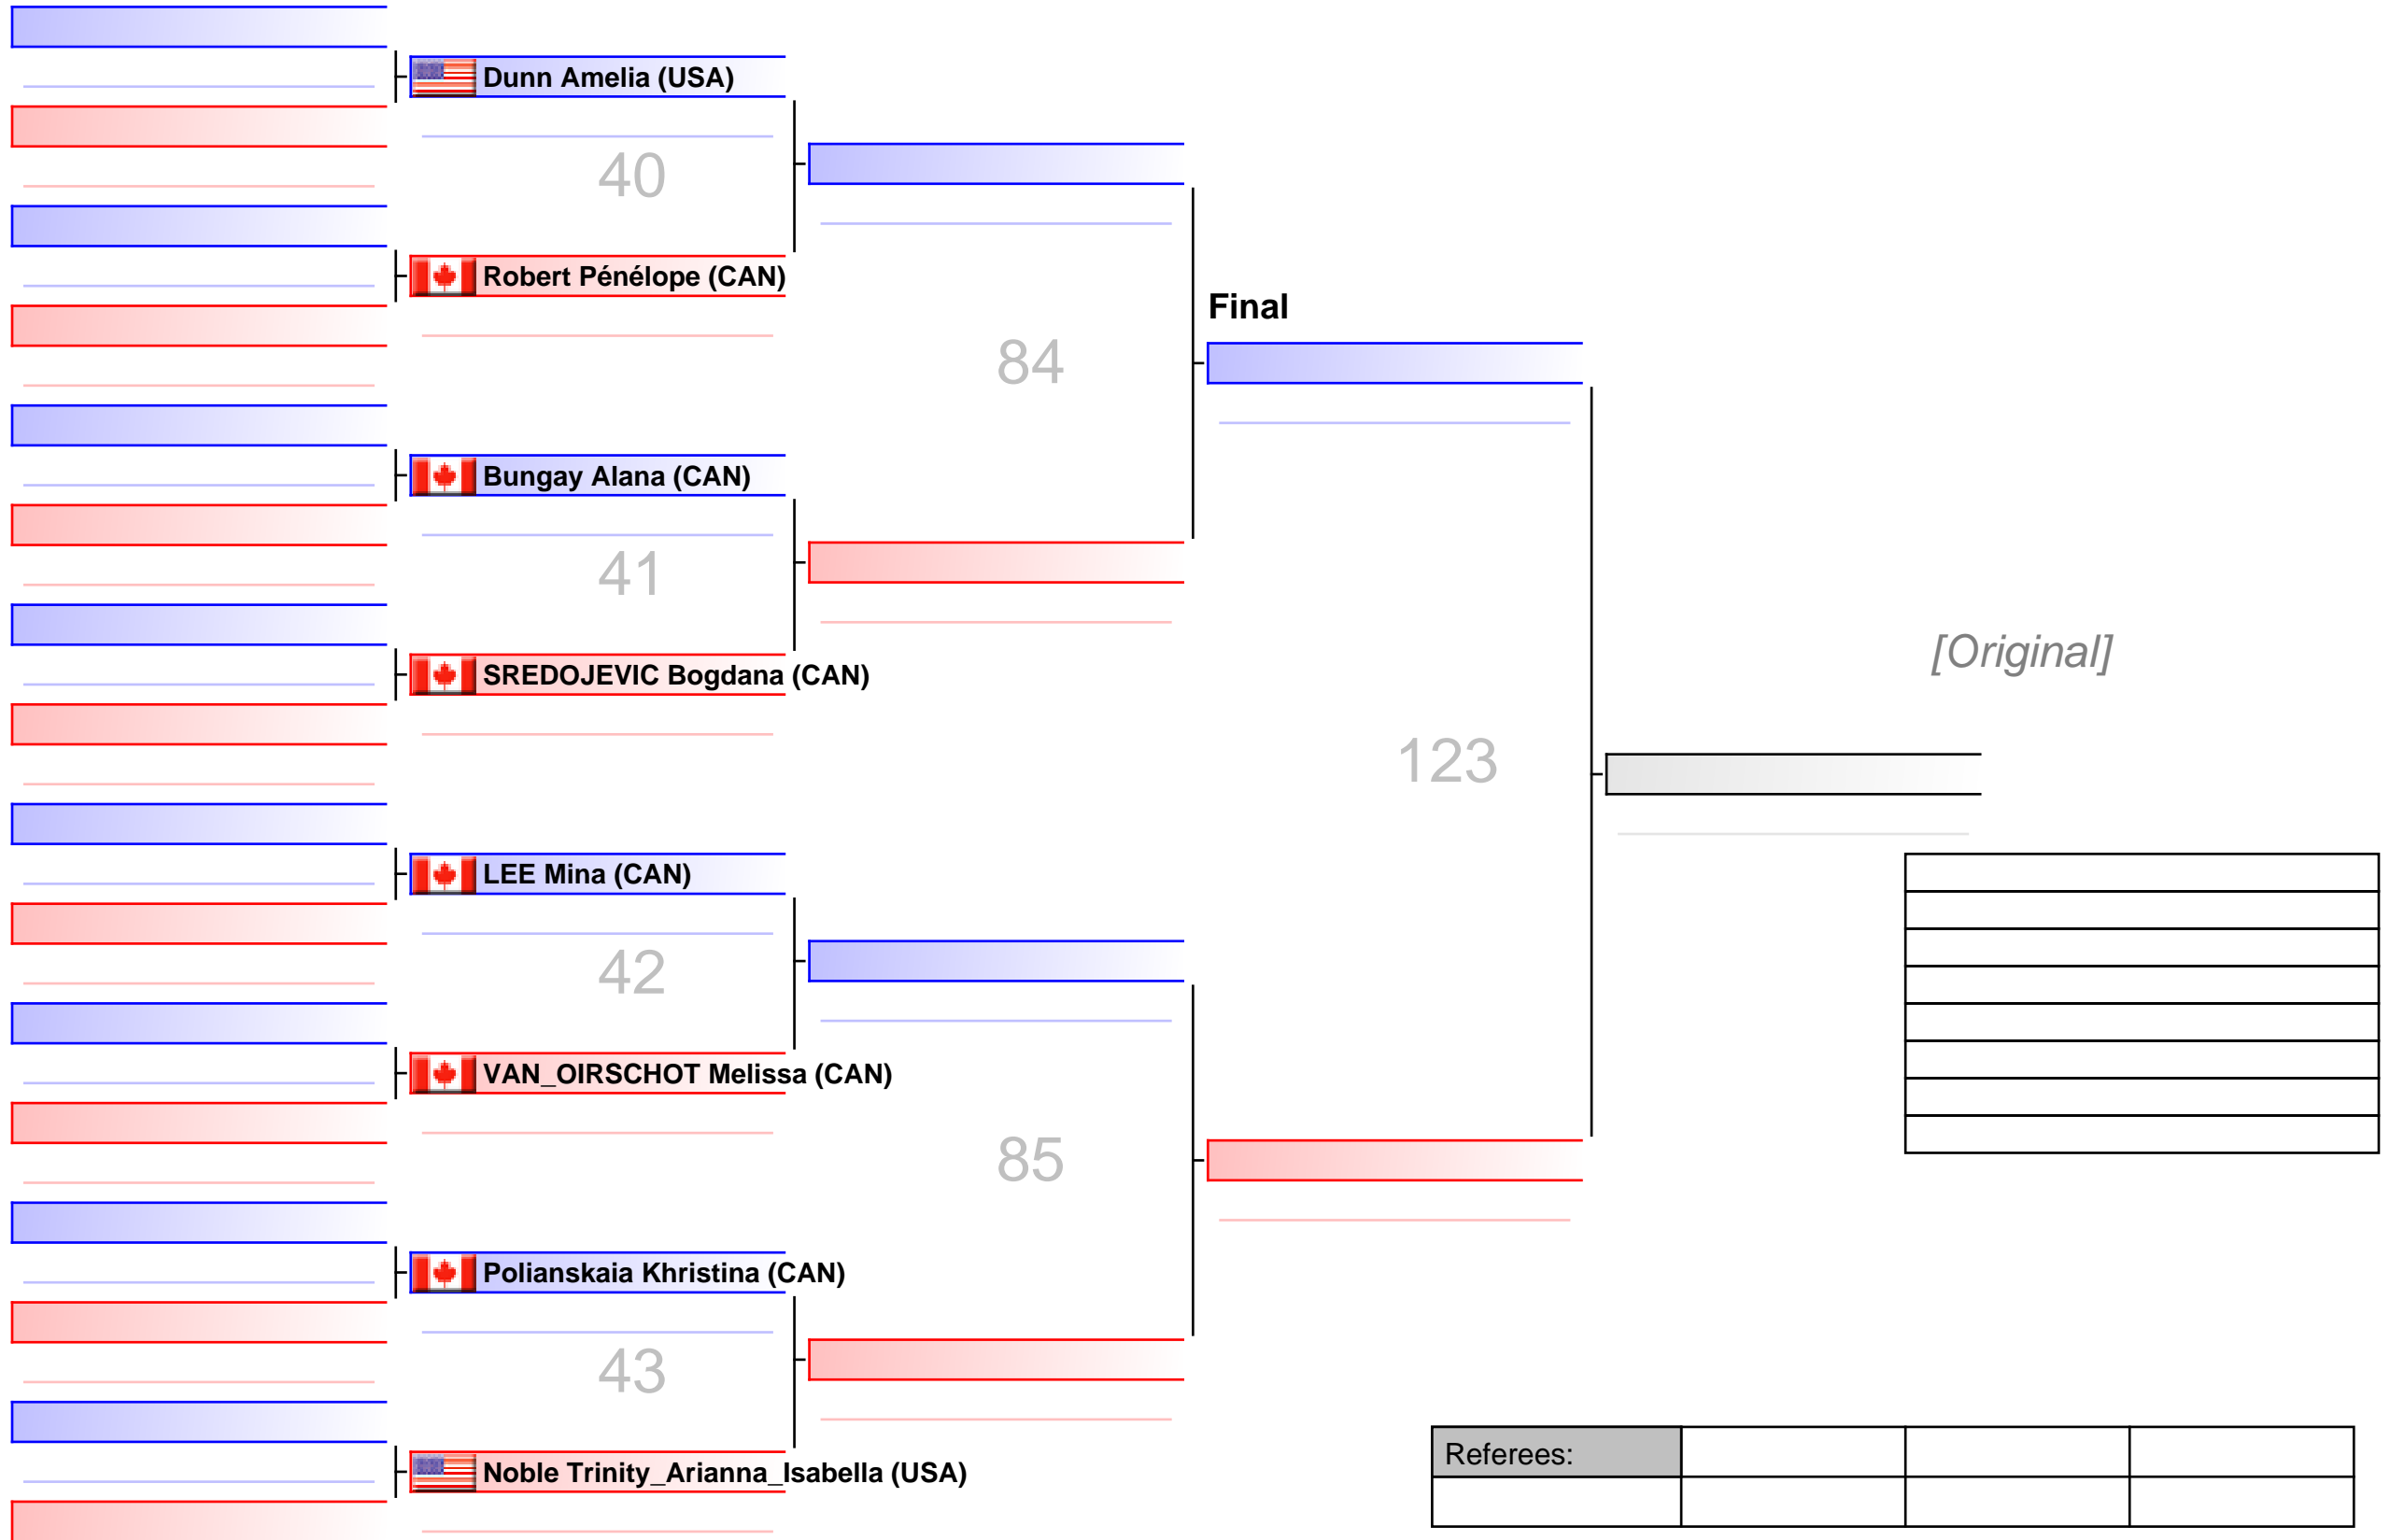 Dunn Amelia (USA)
40
Robert Pénélope (CAN)
84
Final
Bungay Alana (CAN)
41
SREDOJEVIC Bogdana (CAN)
[Original]
123
LEE Mina (CAN)
42
VAN_OIRSCHOT Melissa (CAN)
85
Polianskaia Khristina (CAN)
43
Noble Trinity_Arianna_Isabella (USA)
Referees: